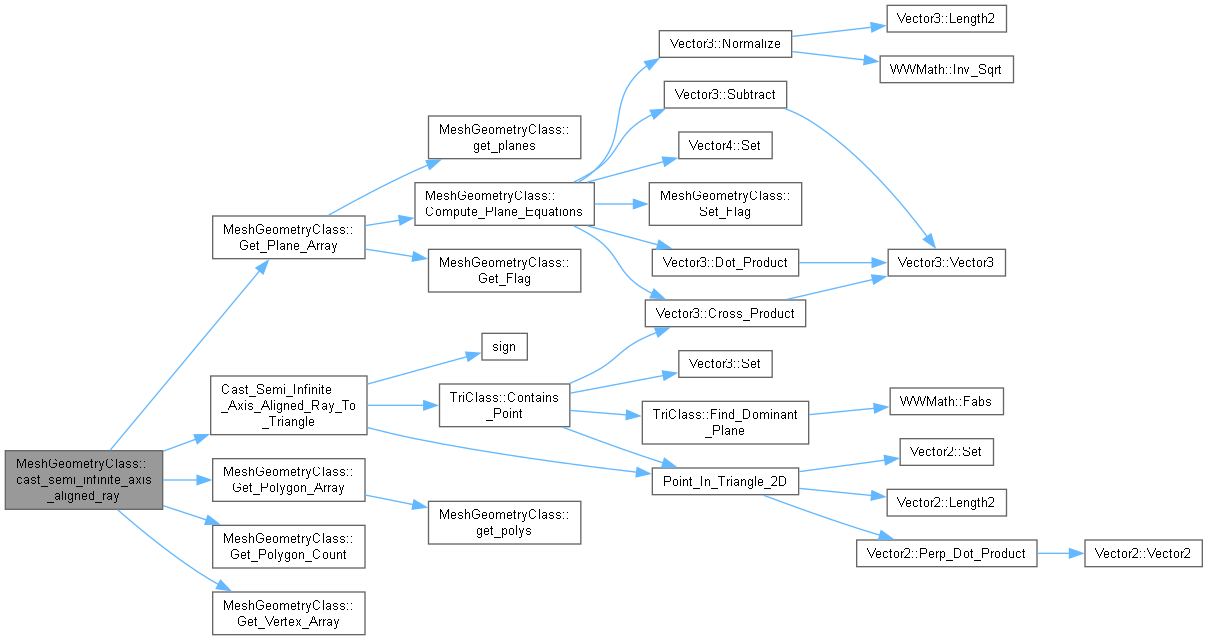 Vector3::Length2
Vector3::Normalize
WWMath::Inv_Sqrt
Vector3::Subtract
MeshGeometryClass::
get_planes
Vector4::Set
MeshGeometryClass::
Compute_Plane_Equations
MeshGeometryClass::
Set_Flag
MeshGeometryClass::
Get_Plane_Array
MeshGeometryClass::
Get_Flag
Vector3::Dot_Product
Vector3::Vector3
Vector3::Cross_Product
sign
Vector3::Set
Cast_Semi_Infinite
_Axis_Aligned_Ray_To
_Triangle
TriClass::Contains
_Point
TriClass::Find_Dominant
_Plane
WWMath::Fabs
Vector2::Set
MeshGeometryClass::
cast_semi_infinite_axis
_aligned_ray
MeshGeometryClass::
Get_Polygon_Array
Point_In_Triangle_2D
Vector2::Length2
MeshGeometryClass::
get_polys
MeshGeometryClass::
Get_Polygon_Count
Vector2::Perp_Dot_Product
Vector2::Vector2
MeshGeometryClass::
Get_Vertex_Array